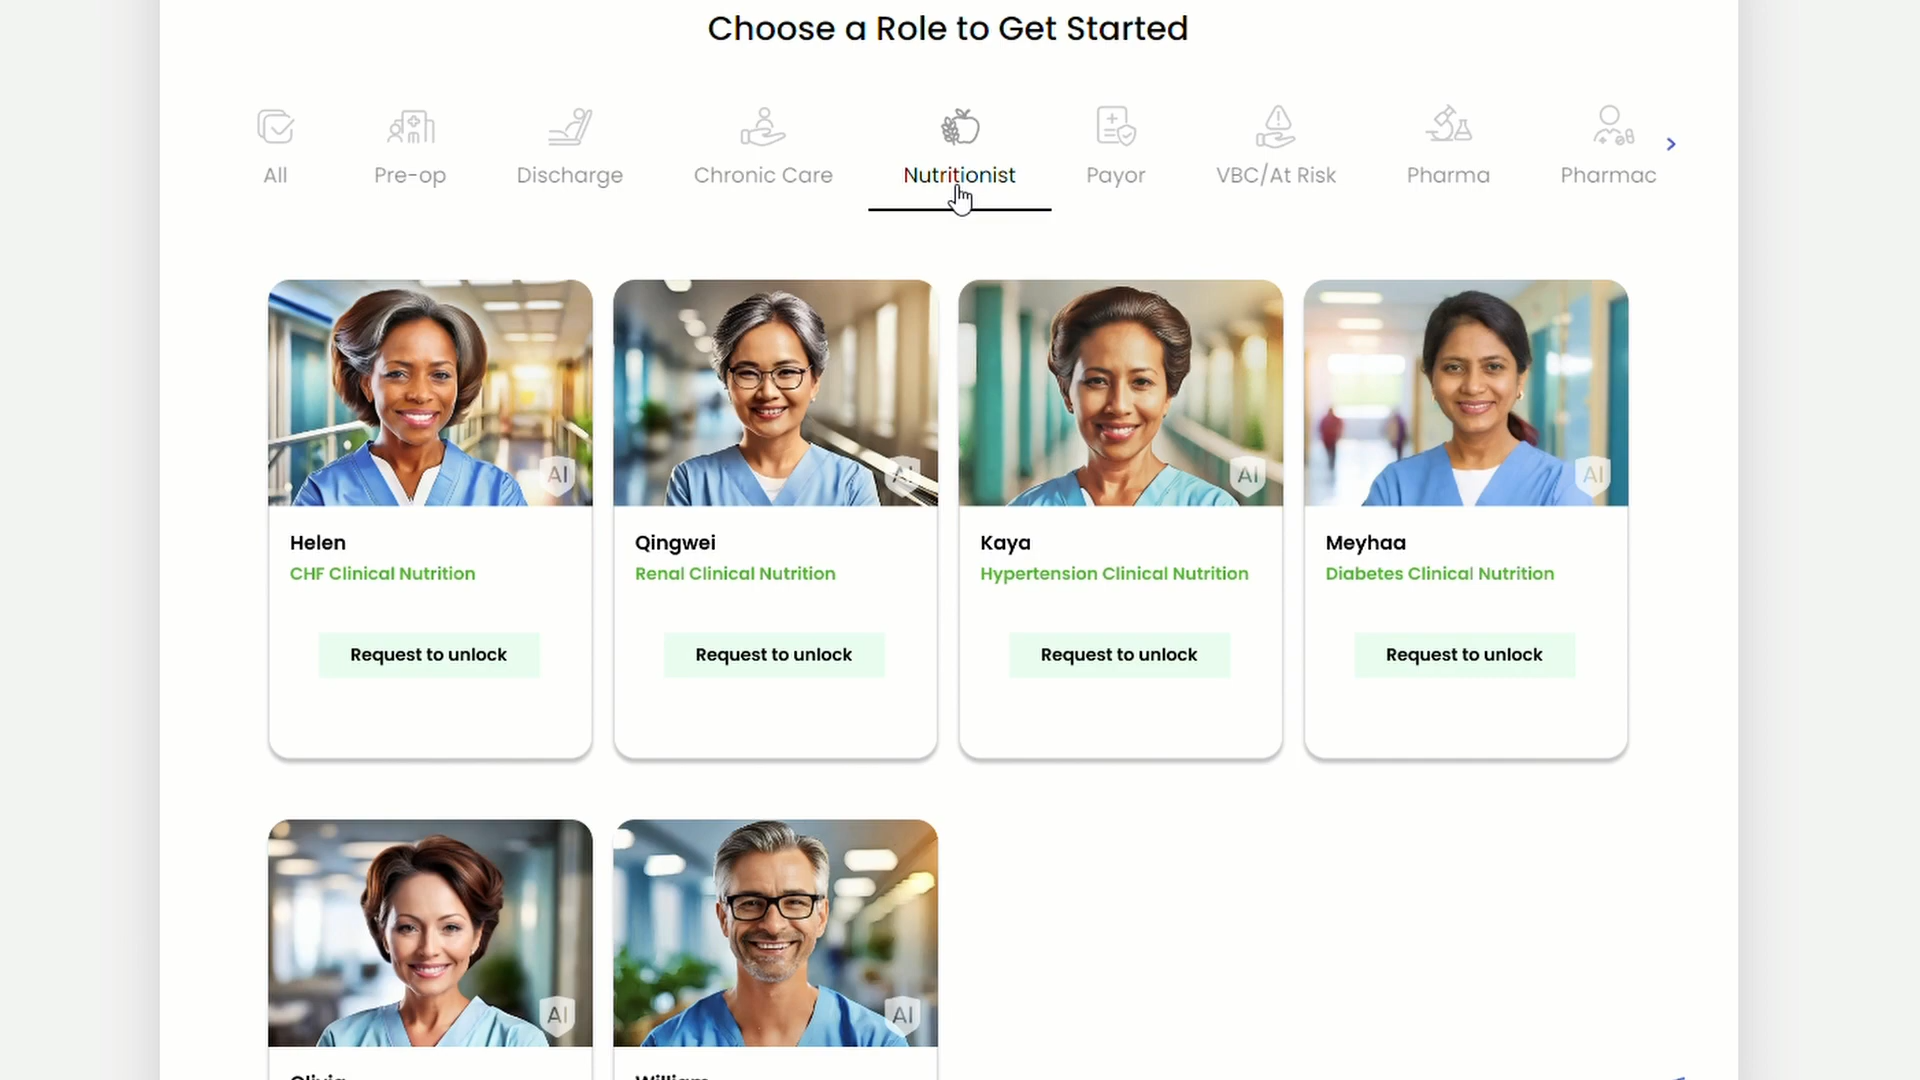 Choose a Role to Get Started
All
Pre-op
Discharge
Chronic Care
Nutritionist
Payor
VBC/At Risk
Pharma
Pharmac
AI
AI
AI
AI
Helen
CHF Clinical Nutrition
Request to unlock
Qingwei
Renal Clinical Nutrition
Request to unlock
Kaya
Hypertension Clinical Nutrition
Request to unlock
Meyhaa
Diabetes Clinical Nutrition
Request to unlock
AI
AI
Olivia
William